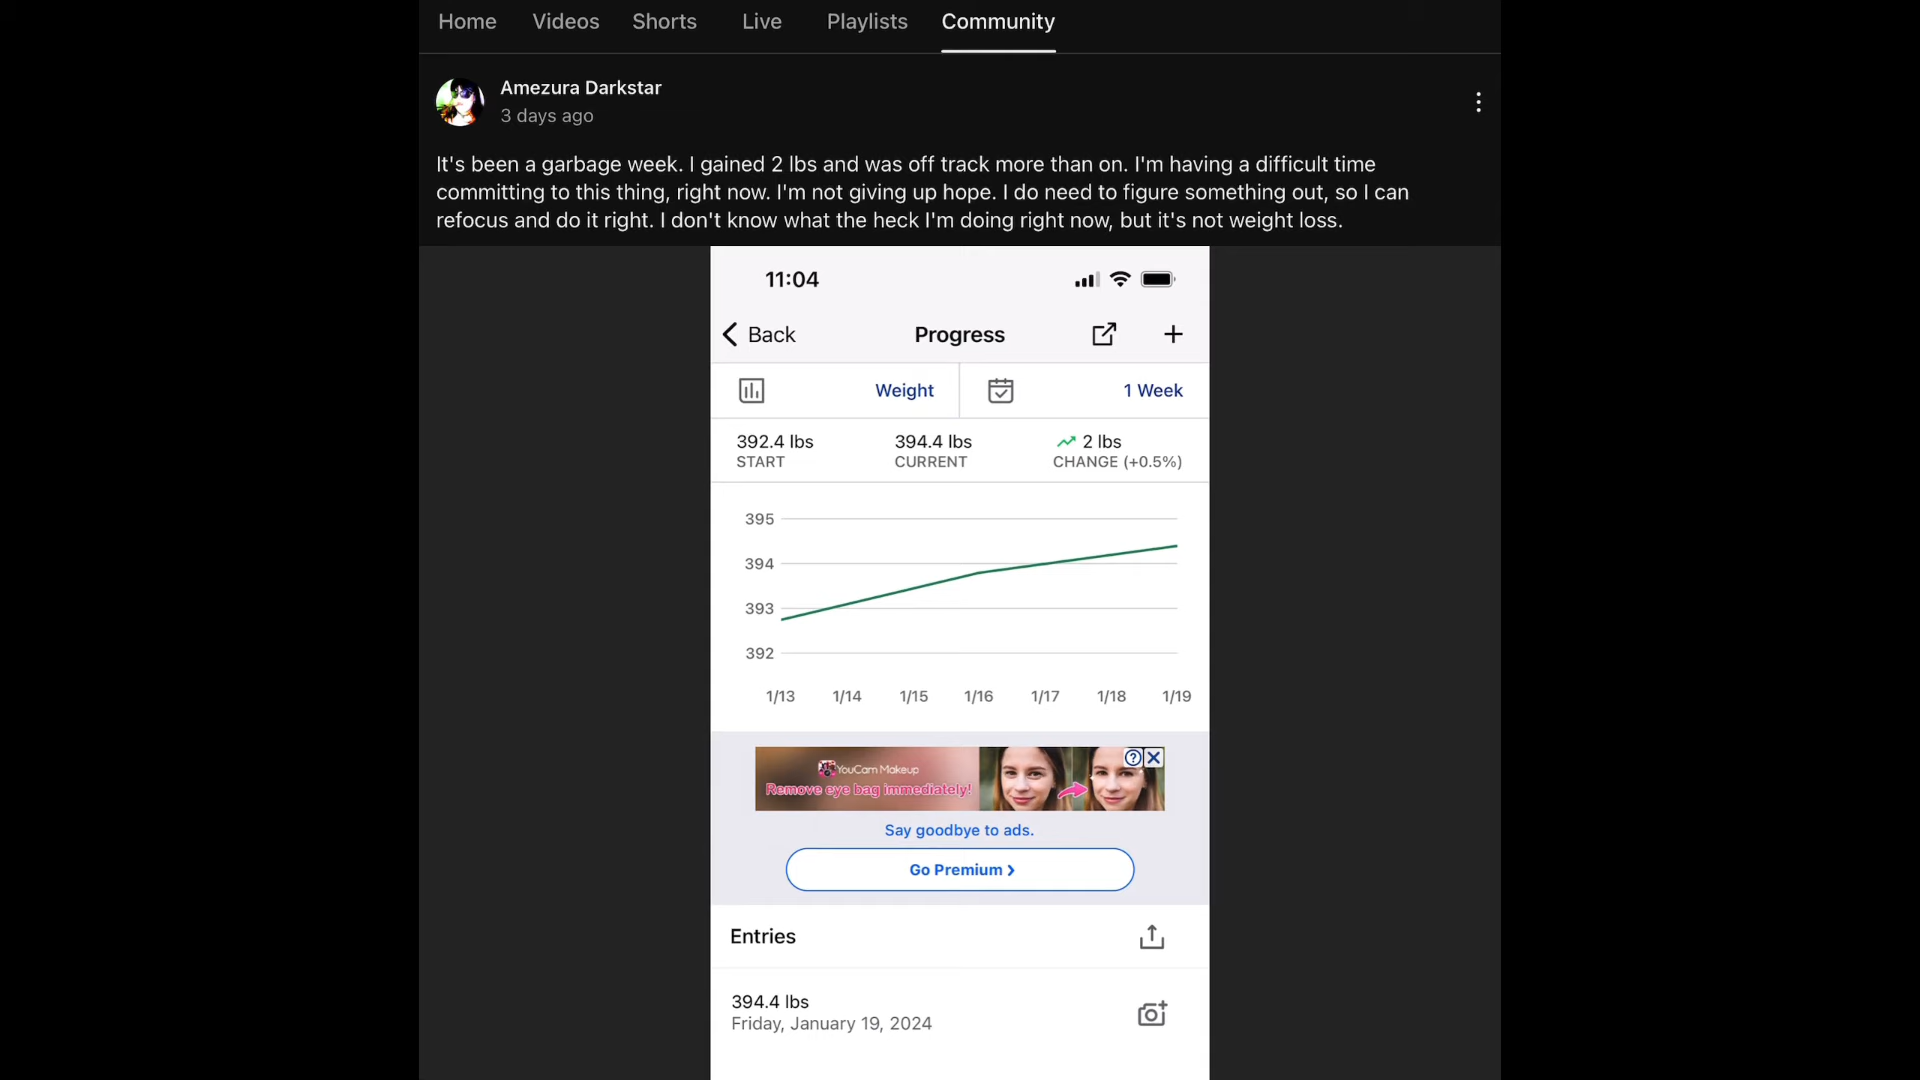 Home Videos Shorts Live Playlists Community
Amezura Darkstar
3 days ago
It's been a garbage week. I gained 2 lbs and was off track more than on. I'm having a difficult time
committing to this thing, right now. I'm not giving up hope. I do need to figure something out, so I can
refocus and do it right. I don't know what the heck I'm doing right now, but it's not weight loss.
11:04
Back Progress +
Weight 1 Week
392.4 lbs 394.4 lbs 2 lbs
START CURRENT CHANGE (+0.5%)
395
394
393
392
1/13 1/14 1/15 1/16 1/17 1/18 1/19
YouCam Makeup
Remove eye bag immediately!
Say goodbye to ads.
Go Premium >
Entries
394.4 lbs
Friday, January 19, 2024